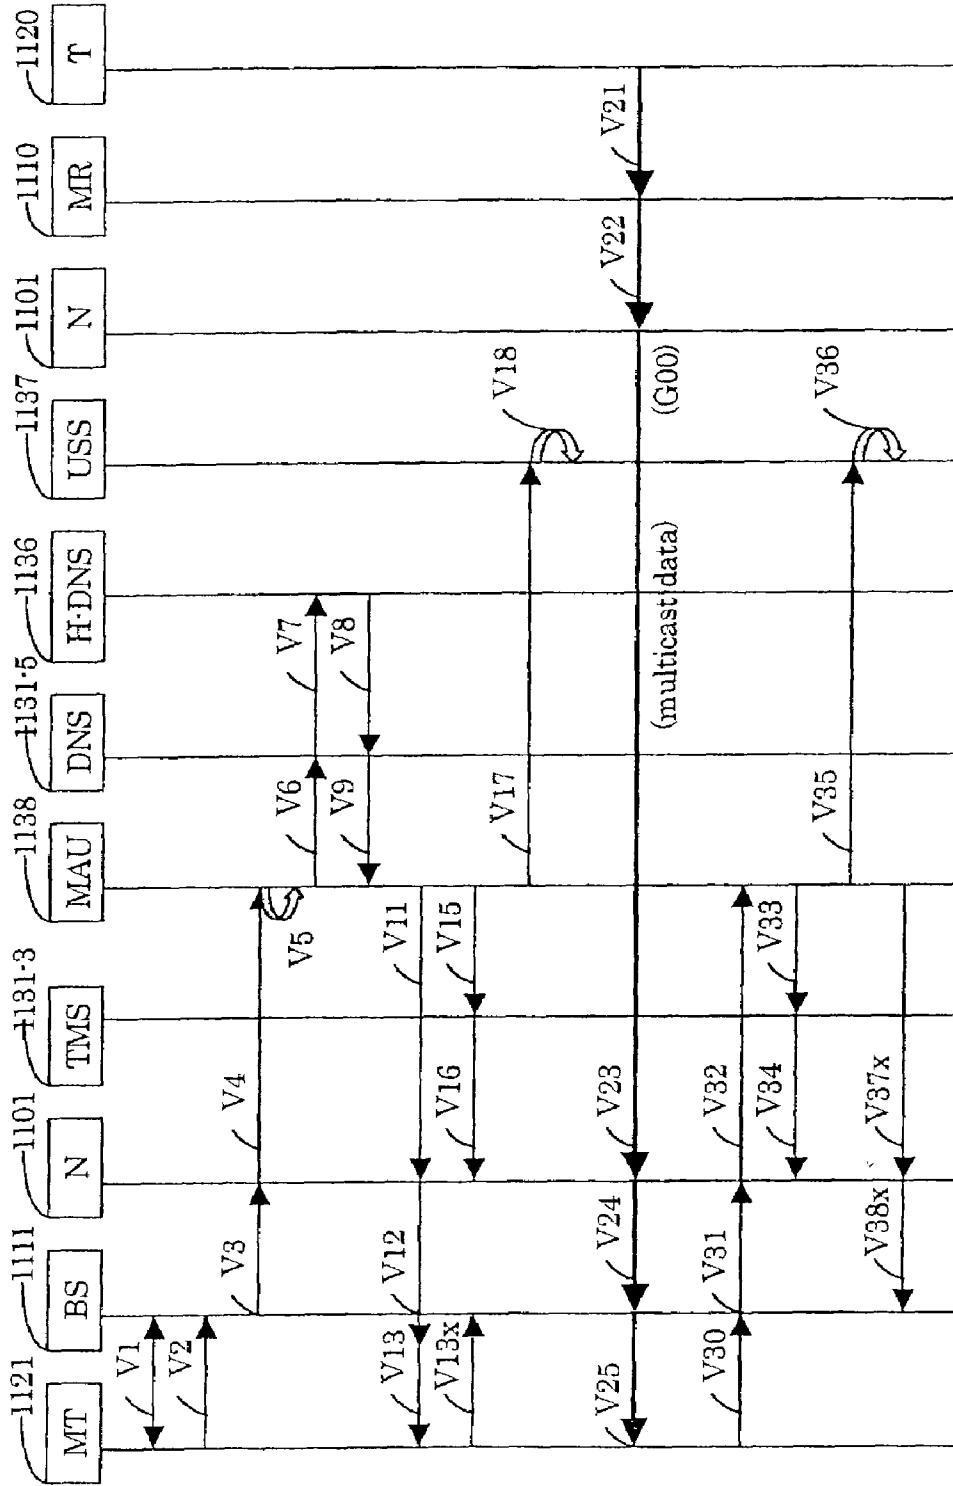 1121
1111
1101
1131-3
1138
1131-5
1136
1137
1101
1110
1120
MT
BS
N
TMS
MAU
DNS
H-DNS
USS
N
MR
T
V1
V2
V3
V4
V5
V6
V7
V9
V8
V11
V12
V13
V15
V16
V13x
V17
V18
V21
V22
V23
V24
V25
(multicast data)
(G00)
V30
V31
V32
V33
V34
V35
V36
V37x
V38x